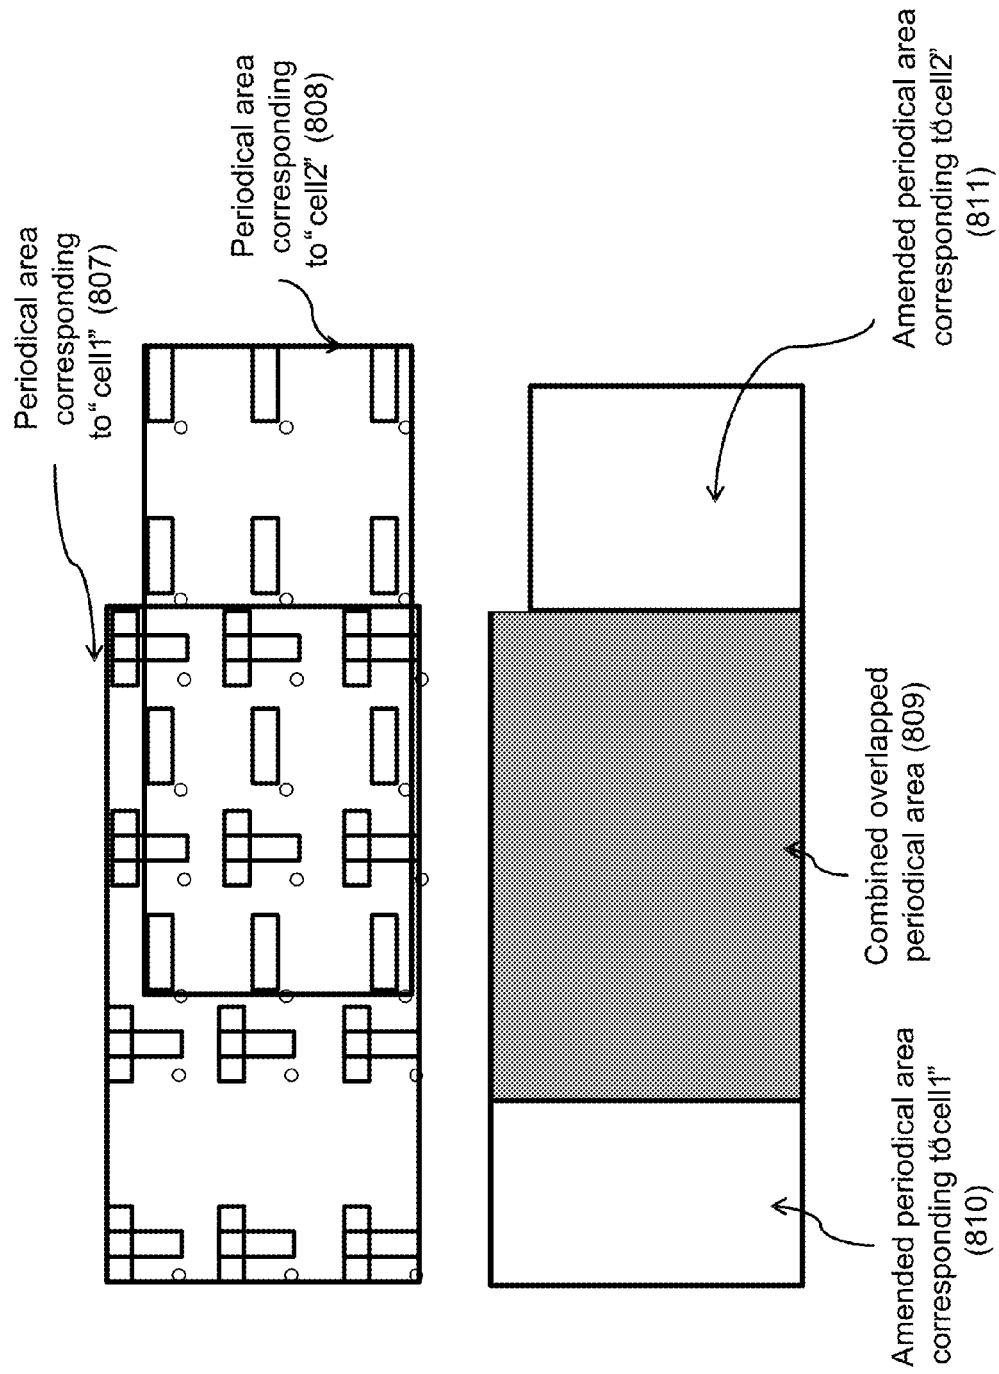 Periodical area
corresponding
to “cell1” (807)
Periodical area
corresponding
to “cell2” (808)
Amended periodical area
corresponding to“cell1”
(810)
Combined overlapped
periodical area (809)
Amended periodical area
corresponding to“cell2”
(811)